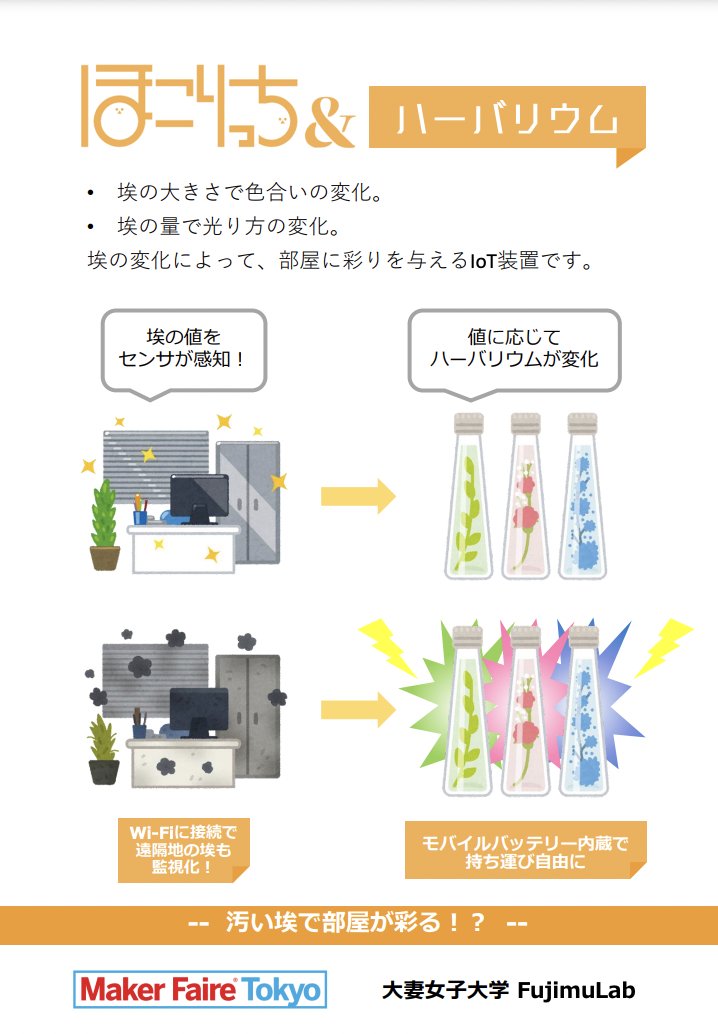 ほこりっち&ハーバリウム
• 埃の大きさで色合いの変化。
• 埃の量で光り方の変化。
埃の変化によって、部屋に彩りを与えるIoT装置です。
埃の値を
センサが感知！
値に応じて
ハーバリウムが変化
Wi-Fiに接続で
遠隔地の埃も
監視化！
モバイルバッテリー内蔵で
持ち運び自由に
-- 汚い埃で部屋が彩る！？ --
Maker Faire® Tokyo
大妻女子大学 FujimuLab